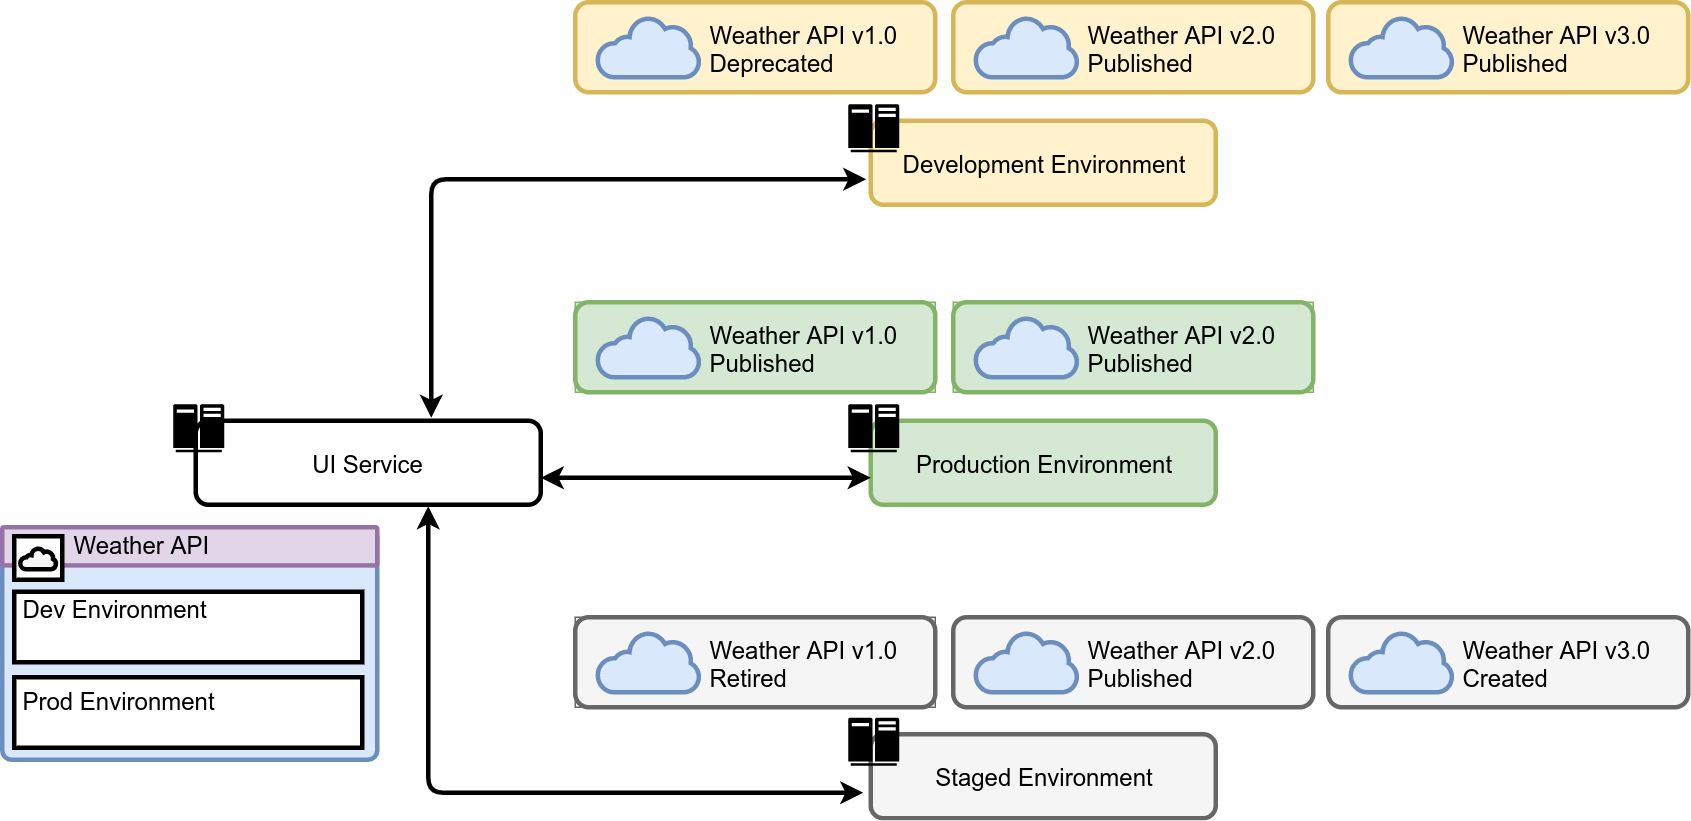 Weather API v1.0
Deprecated
Weather API v2.0
Published
Weather API v3.0
Published
Development Environment
Weather API v1.0
Published
Weather API v2.0
Published
UI Service
Production Environment
Weather API
Dev Environment
Prod Environment
Weather API v1.0
Retired
Weather API v2.0
Published
Weather API v3.0
Created
Staged Environment